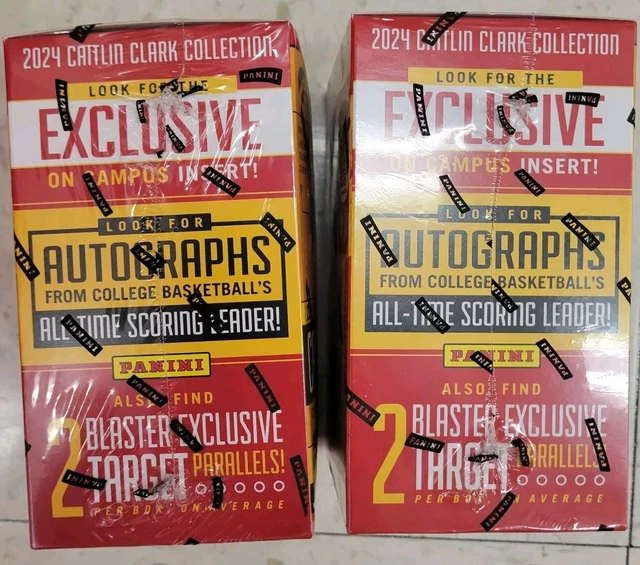 2024 CAITLIN CLARK COLLECTION
LOOK FOR THE
EXCLUSIVE
ON CAMPUS INSERT!
LOOK FOR
AUTOGRAPHS
FROM COLLEGE BASKETBALL'S
ALL-TIME SCORING LEADER!
PANINI
ALSO FIND
2 BLASTER EXCLUSIVE
TARGET PARALLELS!
PER BOX, ON AVERAGE
2024 CAITLIN CLARK COLLECTION
LOOK FOR THE
EXCLUSIVE
ON CAMPUS INSERT!
LOOK FOR
AUTOGRAPHS
FROM COLLEGE BASKETBALL'S
ALL-TIME SCORING LEADER!
PANINI
ALSO FIND
2 BLASTER EXCLUSIVE
TARGET PARALLELS!
PER BOX, ON AVERAGE